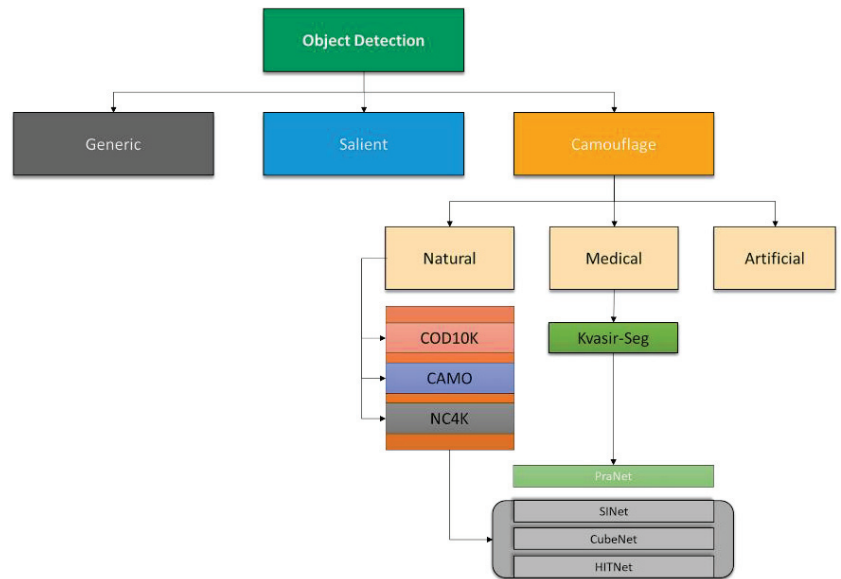 Object Detection
Generic
Salient
Camouflage
Natural
Medical
Artificial
COD10K
CAMO
NC4K
Kvasir-Seg
PraNet
SINet
CubeNet
HITNet